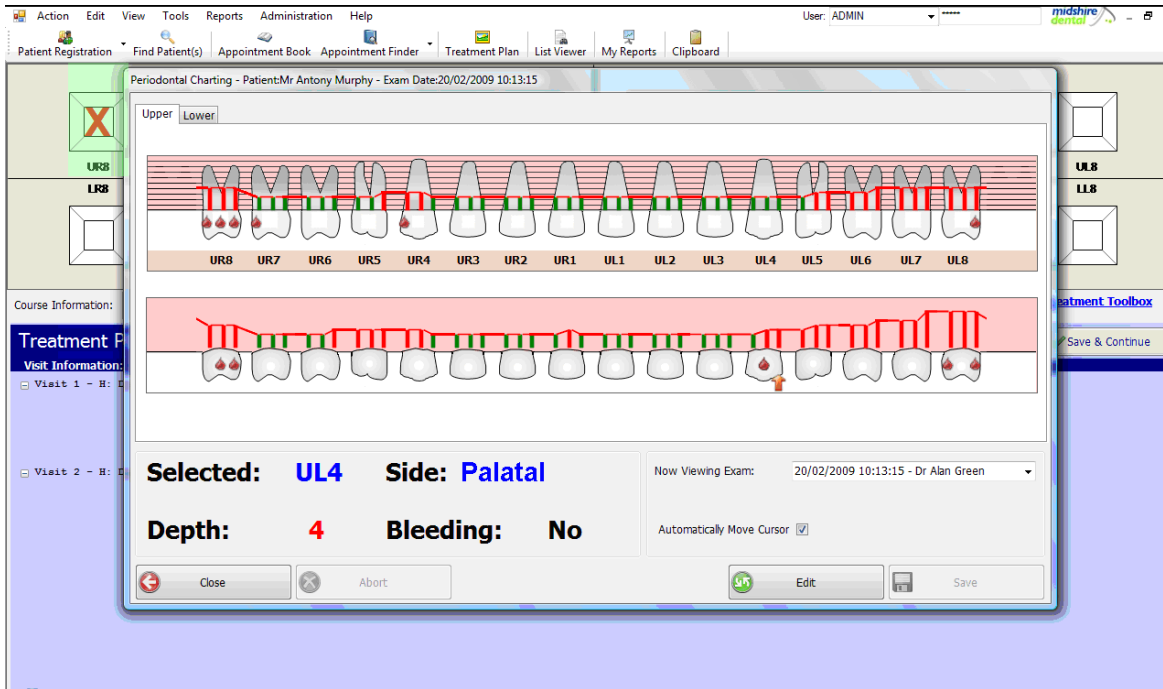 Action Edit View Tools Reports Administration Help User: ADMIN ***** midshire dental
Patient Registration Find Patient(s) Appointment Book Appointment Finder Treatment Plan List Viewer My Reports Clipboard
Periodontal Charting - Patient:Mr Antony Murphy - Exam Date:20/02/2009 10:13:15
Upper Lower
UR8 UL8
LR8 LL8
UR8 UR7 UR6 UR5 UR4 UR3 UR2 UR1 UL1 UL2 UL3 UL4 UL5 UL6 UL7 UL8
Course Information: eatment Toolbox
Treatment P Save & Continue
Visit Information:
Visit 1 - H: D
Visit 2 - H: D
Selected: UL4 Side: Palatal
Depth: 4 Bleeding: No
Now Viewing Exam: 20/02/2009 10:13:15 - Dr Alan Green
Automatically Move Cursor
Close Abort Edit Save